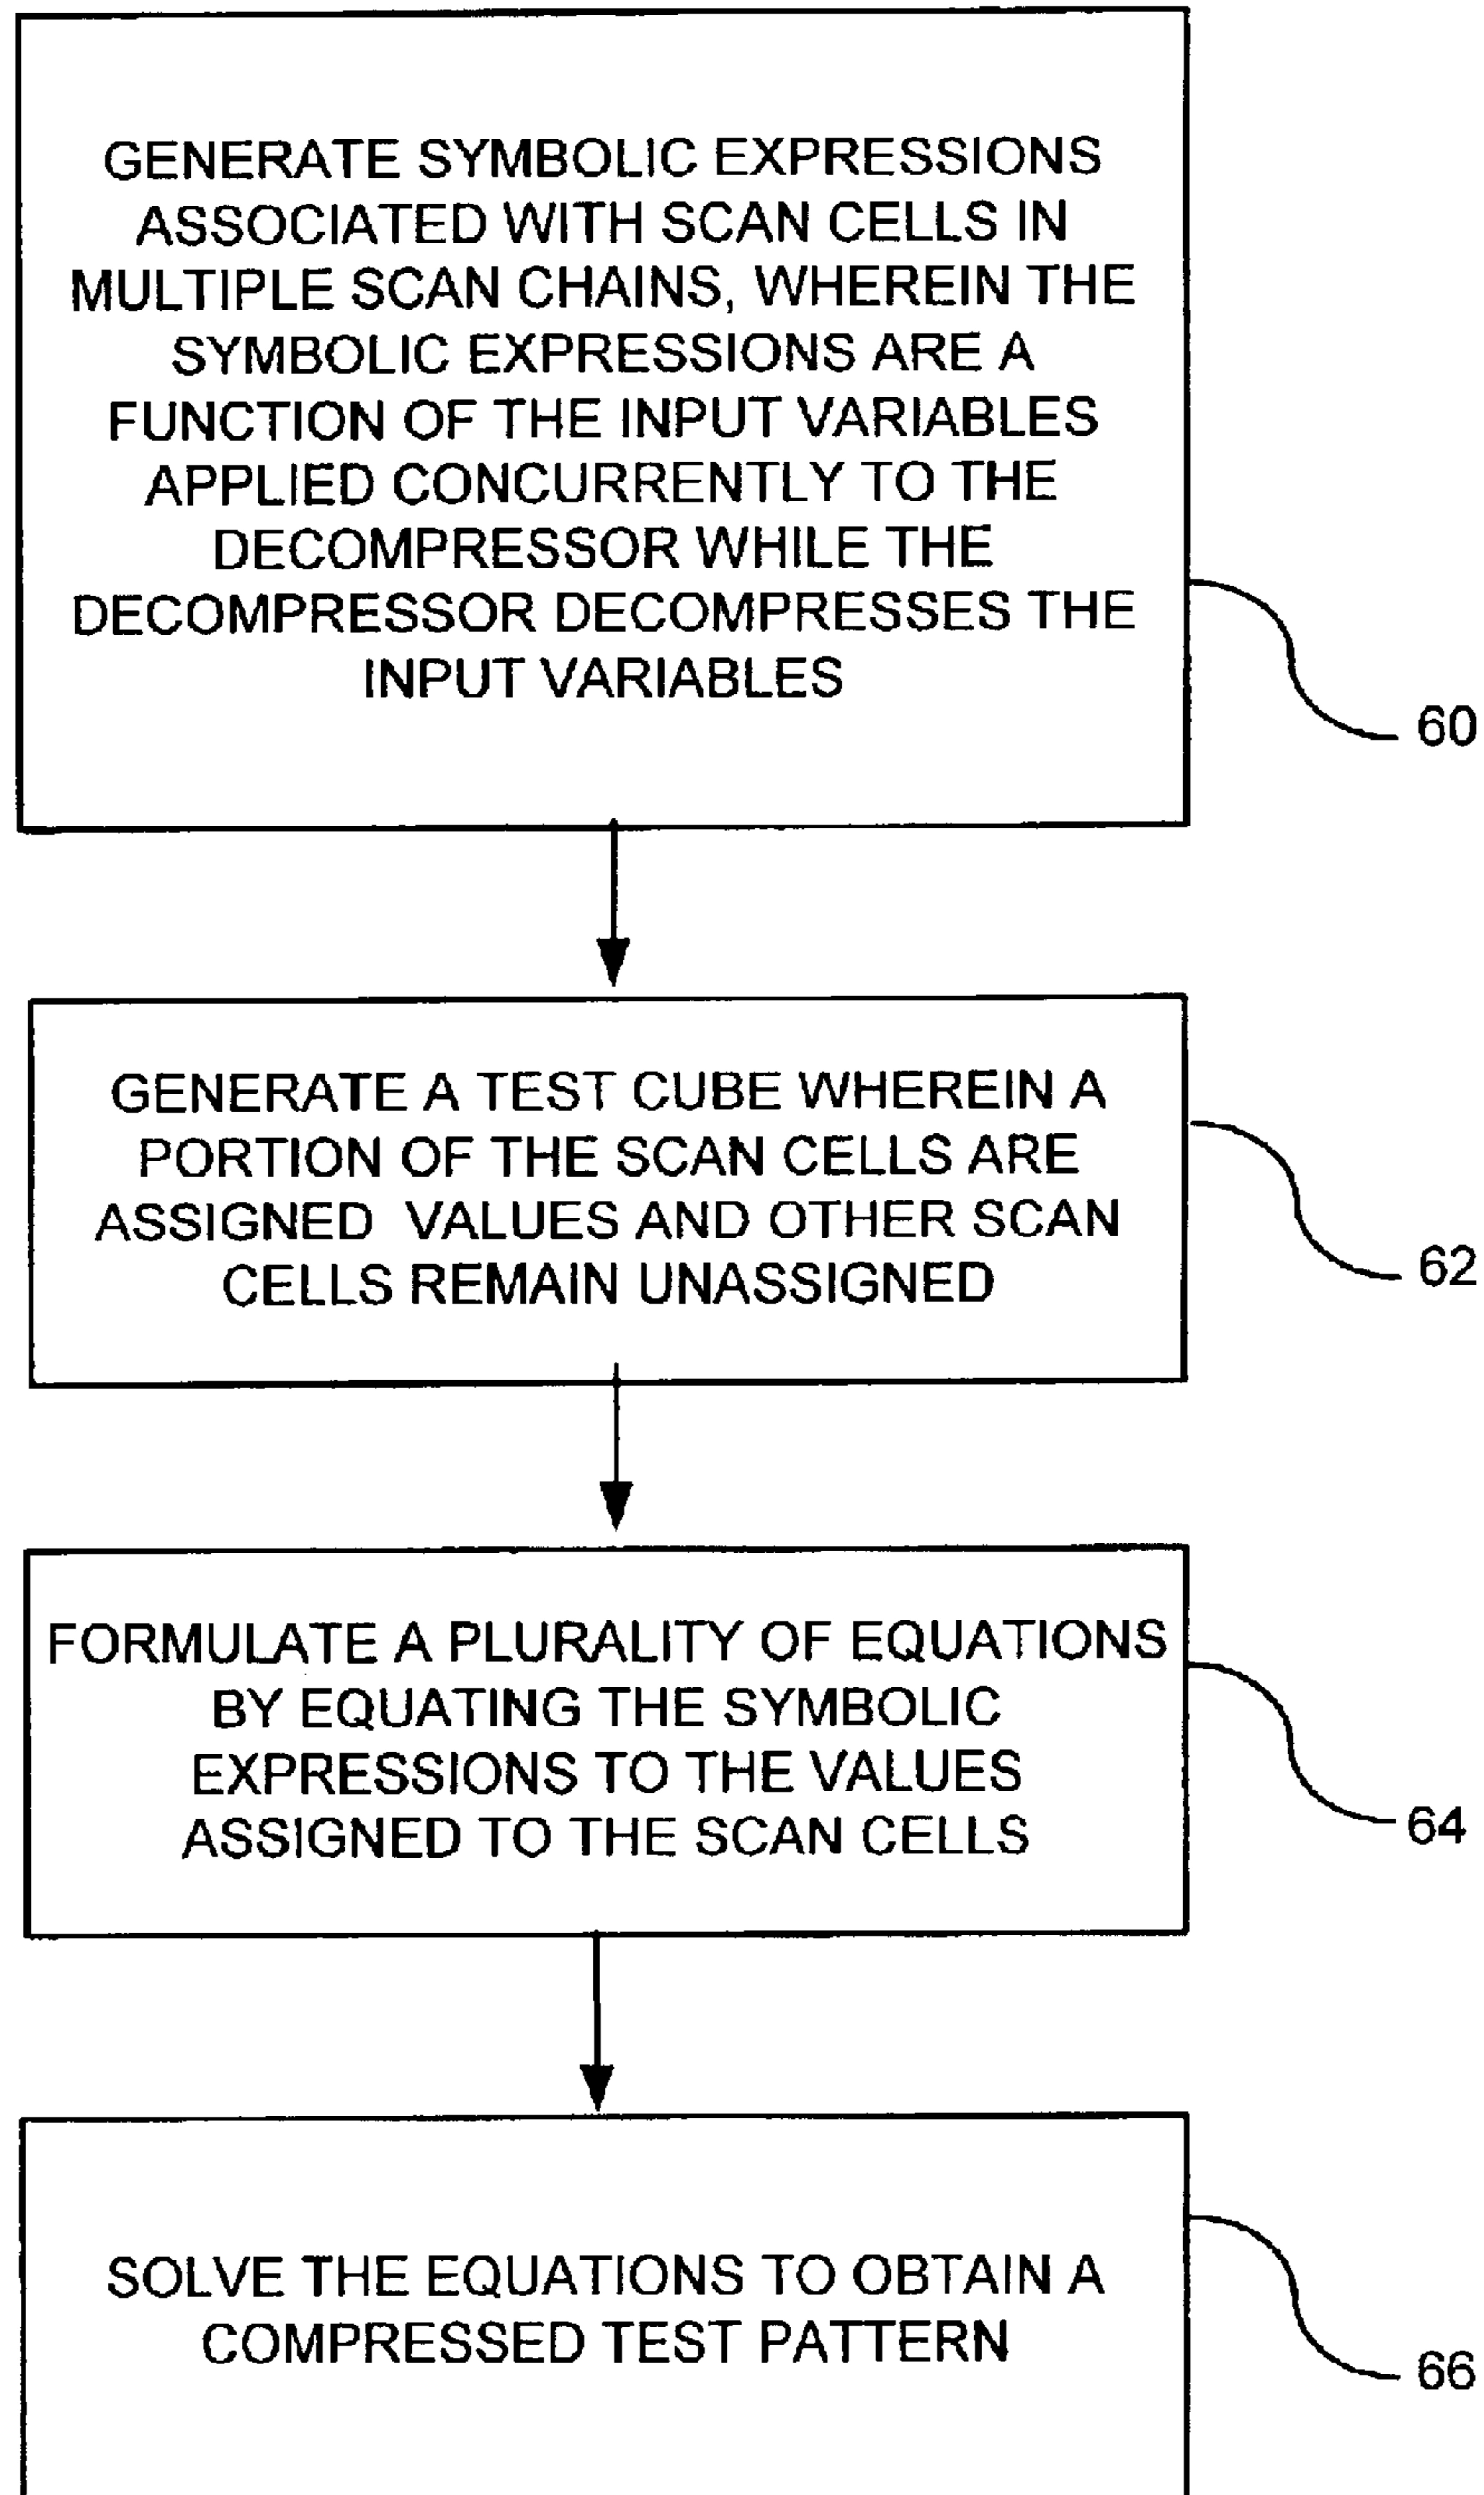 GENERATE SYMBOLIC EXPRESSIONS
ASSOCIATED WITH SCAN CELLS IN
MULTIPLE SCAN CHAINS, WHEREIN THE
SYMBOLIC EXPRESSIONS ARE A
FUNCTION OF THE INPUT VARIABLES
APPLIED CONCURRENTLY TO THE
DECOMPRESSOR WHILE THE
DECOMPRESSOR DECOMPRESSES THE
INPUT VARIABLES
60
GENERATE A TEST CUBE WHEREIN A
PORTION OF THE SCAN CELLS ARE
ASSIGNED VALUES AND OTHER SCAN
CELLS REMAIN UNASSIGNED
62
FORMULATE A PLURALITY OF EQUATIONS
BY EQUATING THE SYMBOLIC
EXPRESSIONS TO THE VALUES
ASSIGNED TO THE SCAN CELLS
64
SOLVE THE EQUATIONS TO OBTAIN A
COMPRESSED TEST PATTERN
66